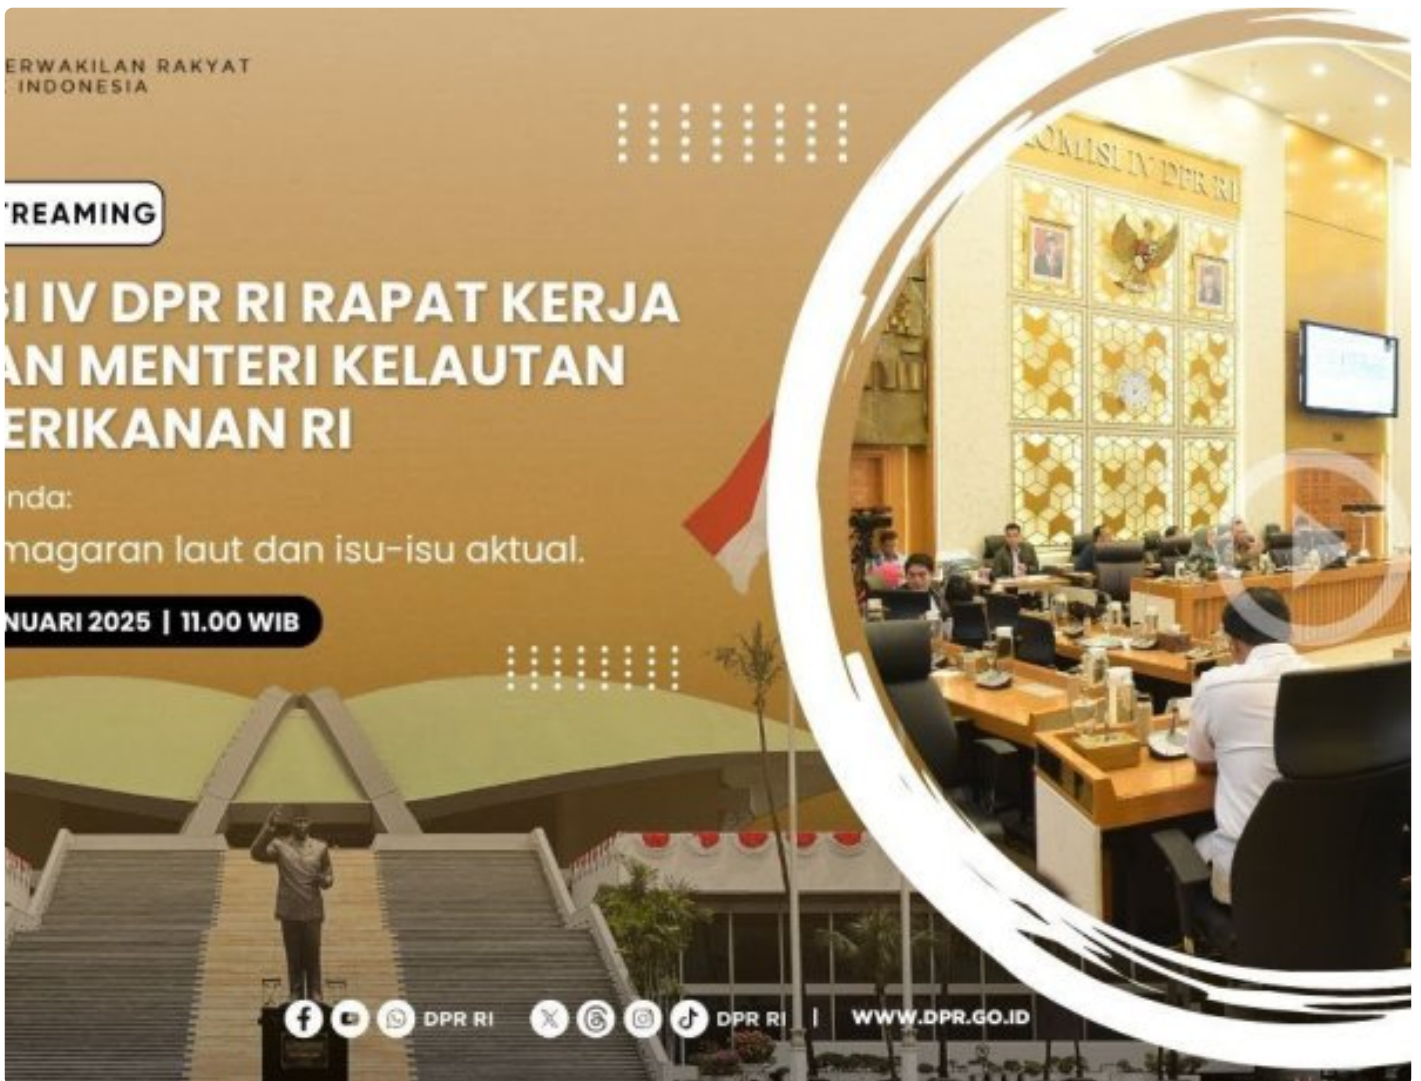 ERWAKILAN RAKYAT
INDONESIA
TREAMING
SI IV DPR RI RAPAT KERJA
AN MENTERI KELAUTAN
ERIKANAN RI
nda:
magaran laut dan isu-isu aktual.
NUARI 2025 | 11.00 WIB
KOMISI IV DPR RI
DPR RI
DPR RI | WWW.DPR.GO.ID